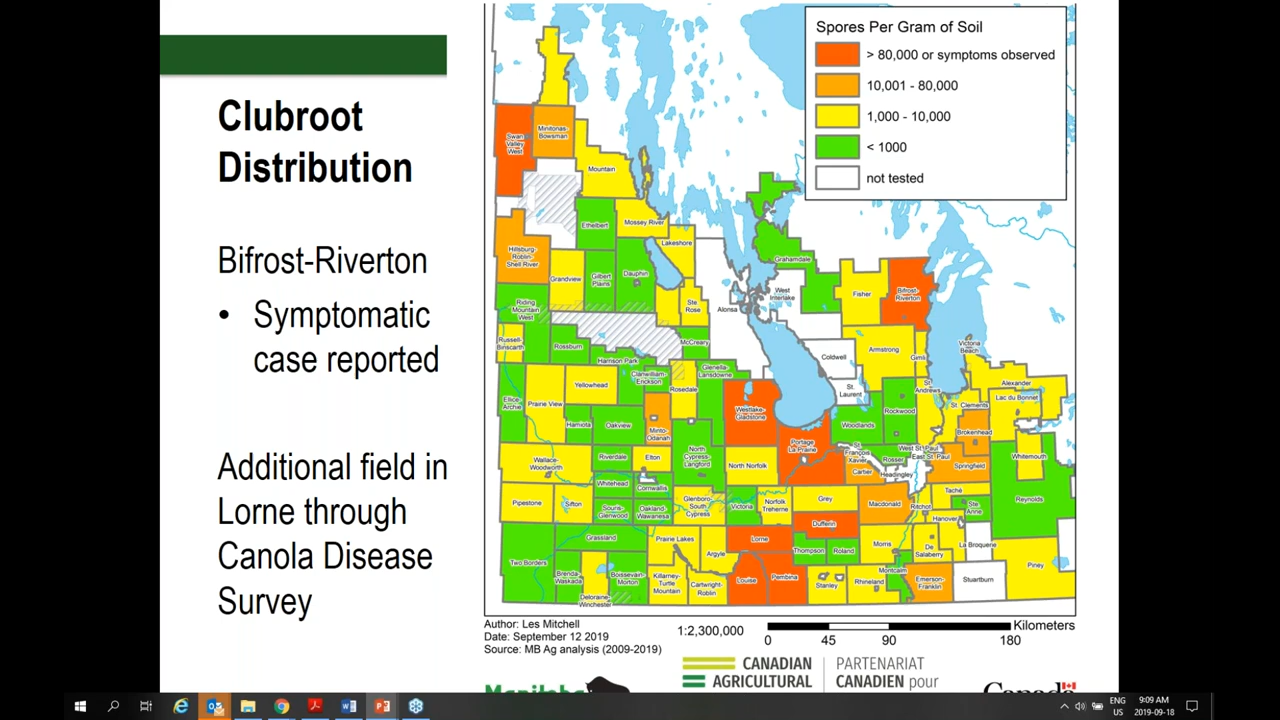 Clubroot
Distribution
Bifrost-Riverton
• Symptomatic
case reported
Additional field in
Lorne through
Canola Disease
Survey
Spores Per Gram of Soil
> 80,000 or symptoms observed
10,001 - 80,000
1,000 - 10,000
< 1000
not tested
Swan
Valley
West
Minitonas-
Bowsman
Mountain
Ethelbert
Mossey River
Lakeshore
Hillsburg-
Roblin-
Shell River
Grandview
Gilbert
Plains
Dauphin
Ste.
Rose
Alonsa
West
Interlake
Grahamdale
Fisher
Bifrost-
Riverton
Riding
Mountain
West
Russell-
Binscarth
Rossburn
McCreary
Harrison Park
Clanwilliam-
Erickson
Glenella-
Lansdowne
Rosedale
Coldwell
Armstrong
Gimli
Victoria
Beach
St.
Laurent
St.
Andrews
Alexander
Lac du Bonnet
St. Clements
Ellice-
Archie
Prairie View
Yellowhead
Hamiota
Oakview
Minto-
Odanah
Westlake-
Gladstone
Portage
La Prairie
Woodlands
Rockwood
Brokenhead
Whitemouth
Wallace-
Woodworth
Riverdale
Elton
North
Cypress-
Langford
North Norfolk
St.
François
Xavier
Cartier
Rosser
Headingley
West St. Paul
East St. Paul
Springfield
Reynolds
Whitehead
Cornwallis
Pipestone
Sifton
Souris-
Glenwood
Oakland-
Wawanesa
Glenboro-
South
Cypress
Victoria
Norfolk
Treherne
Grey
Macdonald
Ritchot
Taché
Ste.
Anne
Hanover
Dufferin
Two Borders
Grassland
Prairie Lakes
Argyle
Lorne
Thompson
Roland
Morris
De
Salaberry
La Broquerie
Piney
Brenda-
Waskada
Boissevain-
Morton
Deloraine-
Winchester
Killarney-
Turtle
Mountain
Cartwright-
Roblin
Louise
Pembina
Stanley
Rhineland
Montcalm
Emerson-
Franklin
Stuartburn
Author: Les Mitchell
Date: September 12 2019
Source: MB Ag analysis (2009-2019)
1:2,300,000
Kilometers
0 45 90 180
CANADIAN
AGRICULTURAL
PARTENARIAT
CANADIEN pour
Manitoba
Canada
ENG
US
9:09 AM
2019-09-18